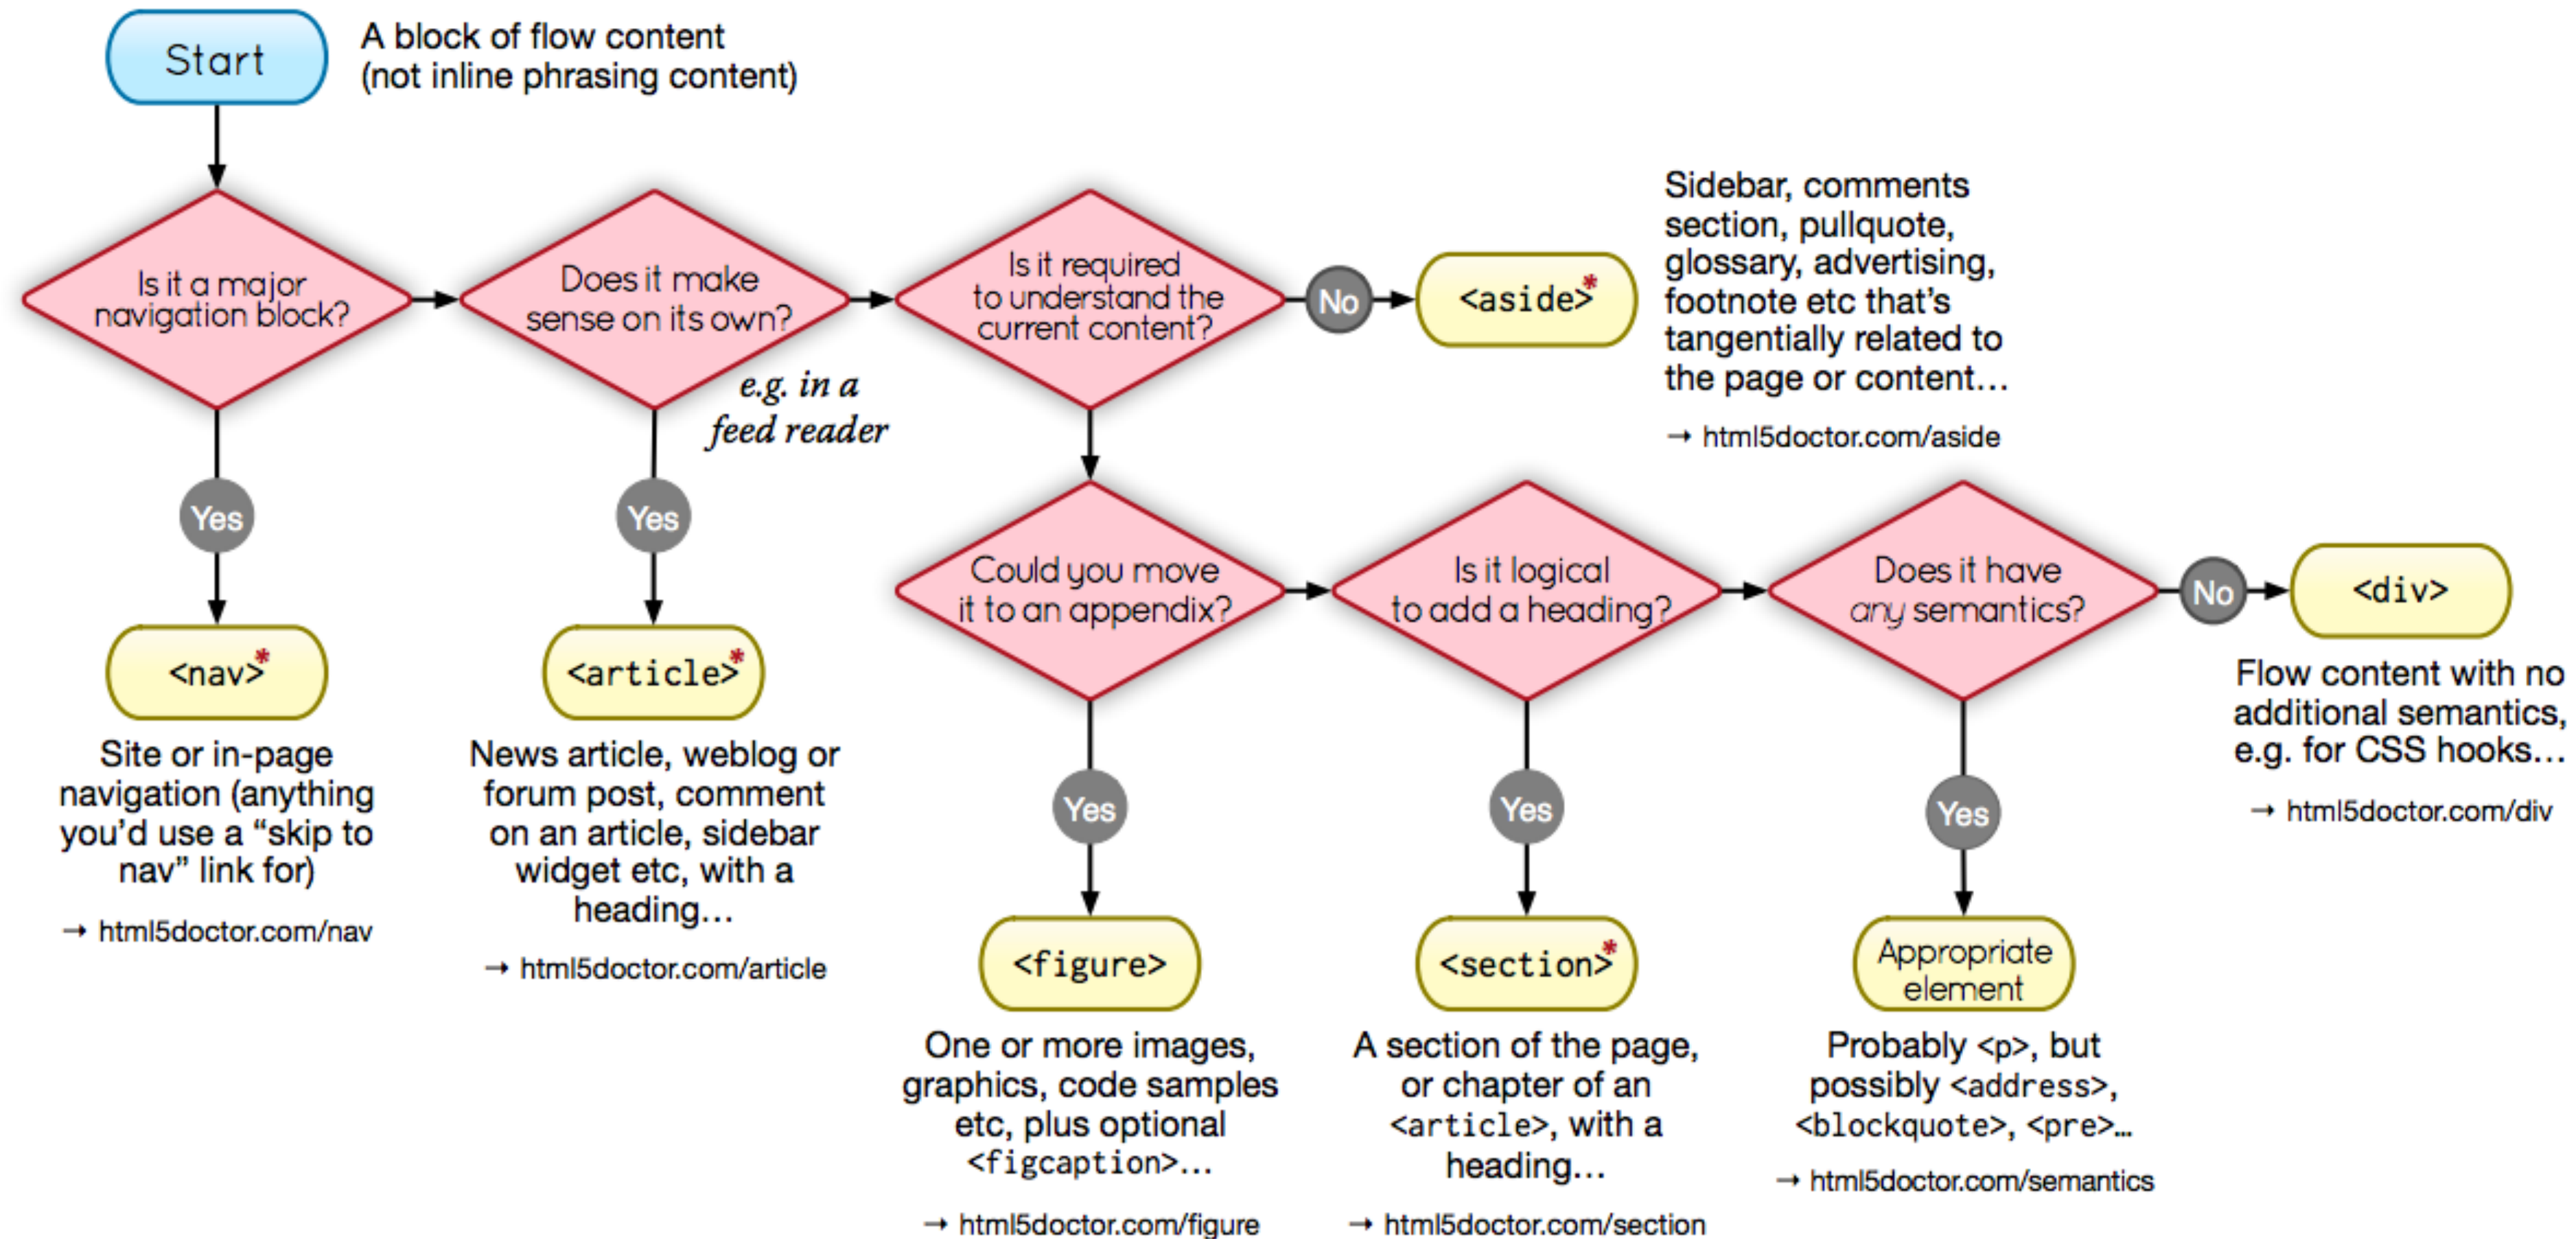 Start
A block of flow content
(not inline phrasing content)
Is it a major
navigation block?
Does it make
sense on its own?
e.g. in a
feed reader
Is it required
to understand the
current content?
No
<aside>*
Sidebar, comments
section, pullquote,
glossary, advertising,
footnote etc that’s
tangentially related to
the page or content…
→ html5doctor.com/aside
Yes
<nav>*
Site or in-page
navigation (anything
you’d use a “skip to
nav” link for)
→ html5doctor.com/nav
Yes
<article>*
News article, weblog or
forum post, comment
on an article, sidebar
widget etc, with a
heading…
→ html5doctor.com/article
Could you move
it to an appendix?
Is it logical
to add a heading?
Does it have
any semantics?
No
<div>
Flow content with no
additional semantics,
e.g. for CSS hooks…
→ html5doctor.com/div
Yes
<figure>
One or more images,
graphics, code samples
etc, plus optional
<figcaption>…
→ html5doctor.com/figure
Yes
<section>*
A section of the page,
or chapter of an
<article>, with a
heading…
→ html5doctor.com/section
Yes
Appropriate
element
Probably <p>, but
possibly <address>,
<blockquote>, <pre>…
→ html5doctor.com/semantics